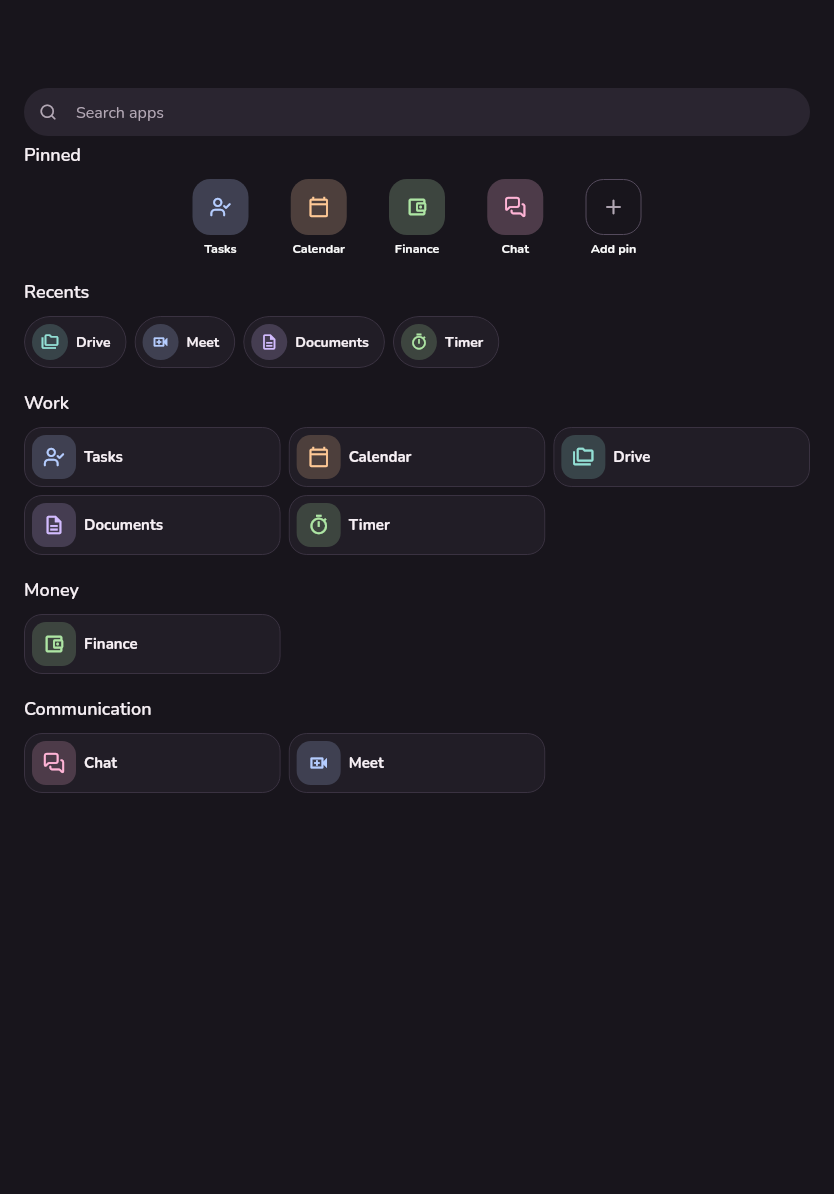 Search apps
Pinned
Tasks
Calendar
Finance
Chat
Add pin
Recents
Drive
Meet
Documents
Timer
Work
Tasks
Calendar
Drive
Documents
Timer
Money
Finance
Communication
Chat
Meet